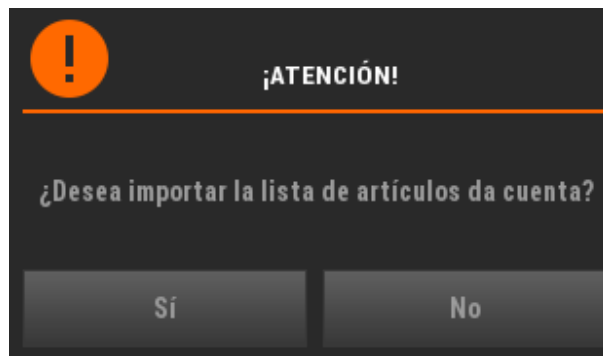 ¡ATENCIÓN!
¿Desea importar la lista de artículos da cuenta?
Sí
No